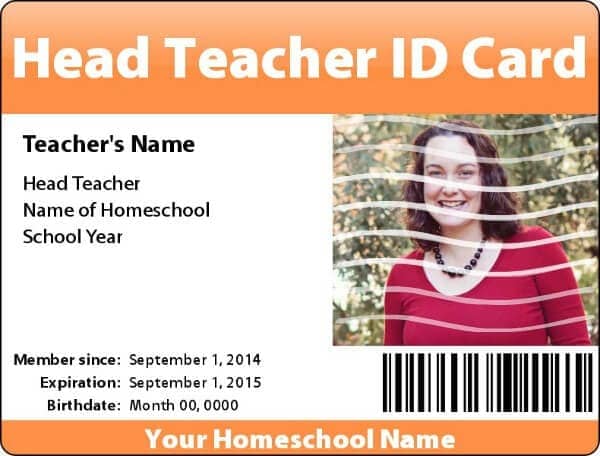 Head Teacher ID Card
Teacher's Name
Head Teacher
Name of Homeschool
School Year
Member since: September 1, 2014
Expiration: September 1, 2015
Birthdate: Month 00, 0000
Your Homeschool Name